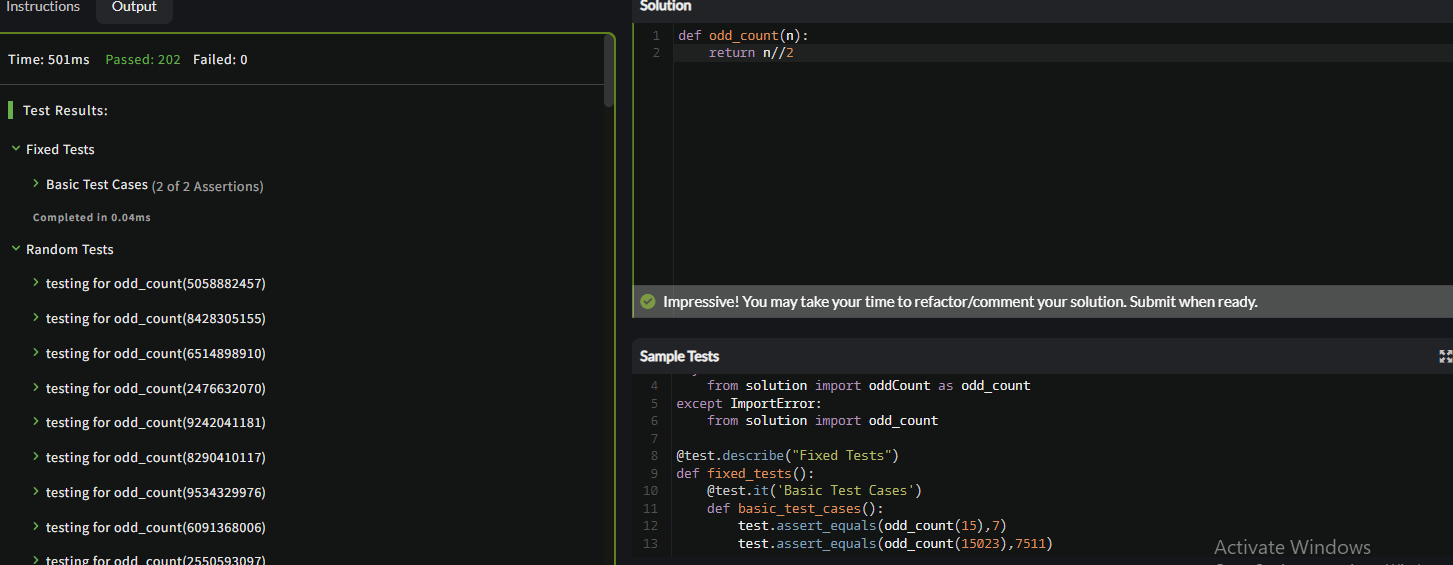 Instructions Output
Time: 501ms Passed: 202 Failed: 0
Test Results:
Fixed Tests
Basic Test Cases (2 of 2 Assertions)
Completed in 0.04ms
Random Tests
testing for odd_count(5058882457)
testing for odd_count(8428305155)
testing for odd_count(6514898910)
testing for odd_count(2476632070)
testing for odd_count(9242041181)
testing for odd_count(8290410117)
testing for odd_count(9534329976)
testing for odd_count(6091368006)
testing for odd_count(2550593097)
Solution
1 def odd_count(n):
2 return n//2
Impressive! You may take your time to refactor/comment your solution. Submit when ready.
Sample Tests
4 from solution import oddCount as odd_count
5 except ImportError:
6 from solution import odd_count
7
8 @test.describe("Fixed Tests")
9 def fixed_tests():
10 @test.it('Basic Test Cases')
11 def basic_test_cases():
12 test.assert_equals(odd_count(15),7)
13 test.assert_equals(odd_count(15023),7511)
Activate Windows